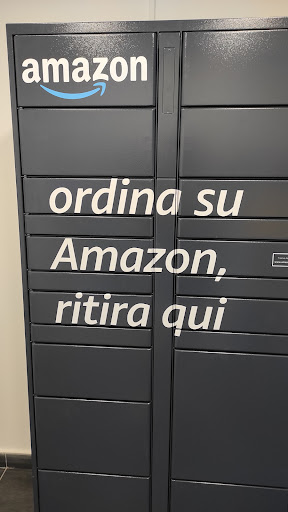 amazon
ordina su
Amazon,
ritira qui